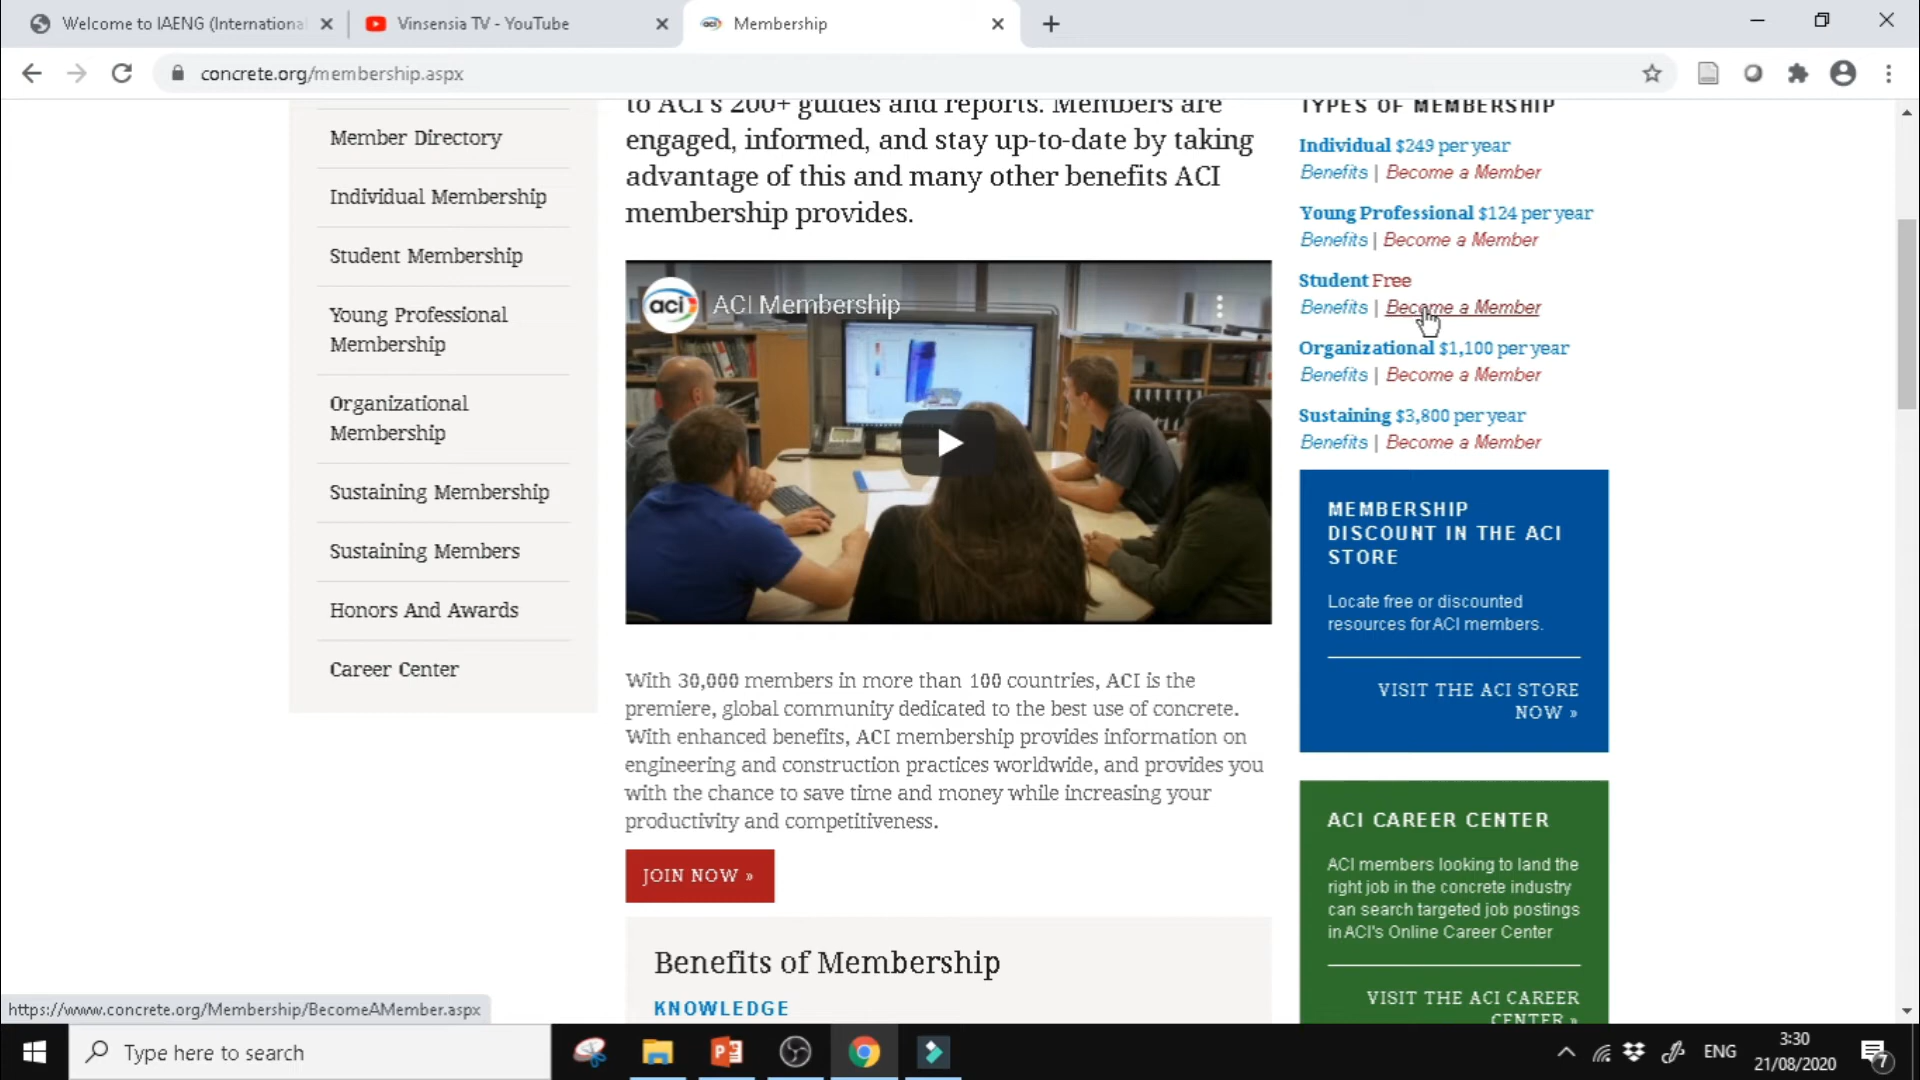 Welcome to IAENG (International
Vinsensia TV - YouTube
Membership
concrete.org/membership.aspx
Member Directory
Individual Membership
Student Membership
Young Professional
Membership
Organizational
Membership
Sustaining Membership
Sustaining Members
Honors And Awards
Career Center
to ACI's 200+ guides and reports. Members are
engaged, informed, and stay up-to-date by taking
advantage of this and many other benefits ACI
membership provides.
aci
ACI Membership
With 30,000 members in more than 100 countries, ACI is the
premiere, global community dedicated to the best use of concrete.
With enhanced benefits, ACI membership provides information on
engineering and construction practices worldwide, and provides you
with the chance to save time and money while increasing your
productivity and competitiveness.
JOIN NOW »
Benefits of Membership
KNOWLEDGE
TYPES OF MEMBERSHIP
Individual $249 per year
Benefits | Become a Member
Young Professional $124 per year
Benefits | Become a Member
Student Free
Benefits | Become a Member
Organizational $1,100 per year
Benefits | Become a Member
Sustaining $3,800 per year
Benefits | Become a Member
MEMBERSHIP
DISCOUNT IN THE ACI
STORE
Locate free or discounted
resources for ACI members.
VISIT THE ACI STORE
NOW »
ACI CAREER CENTER
ACI members looking to land the
right job in the concrete industry
can search targeted job postings
in ACI's Online Career Center
VISIT THE ACI CAREER
CENTER »
https://www.concrete.org/Membership/BecomeAMember.aspx
Type here to search
ENG
3:30
21/08/2020
7